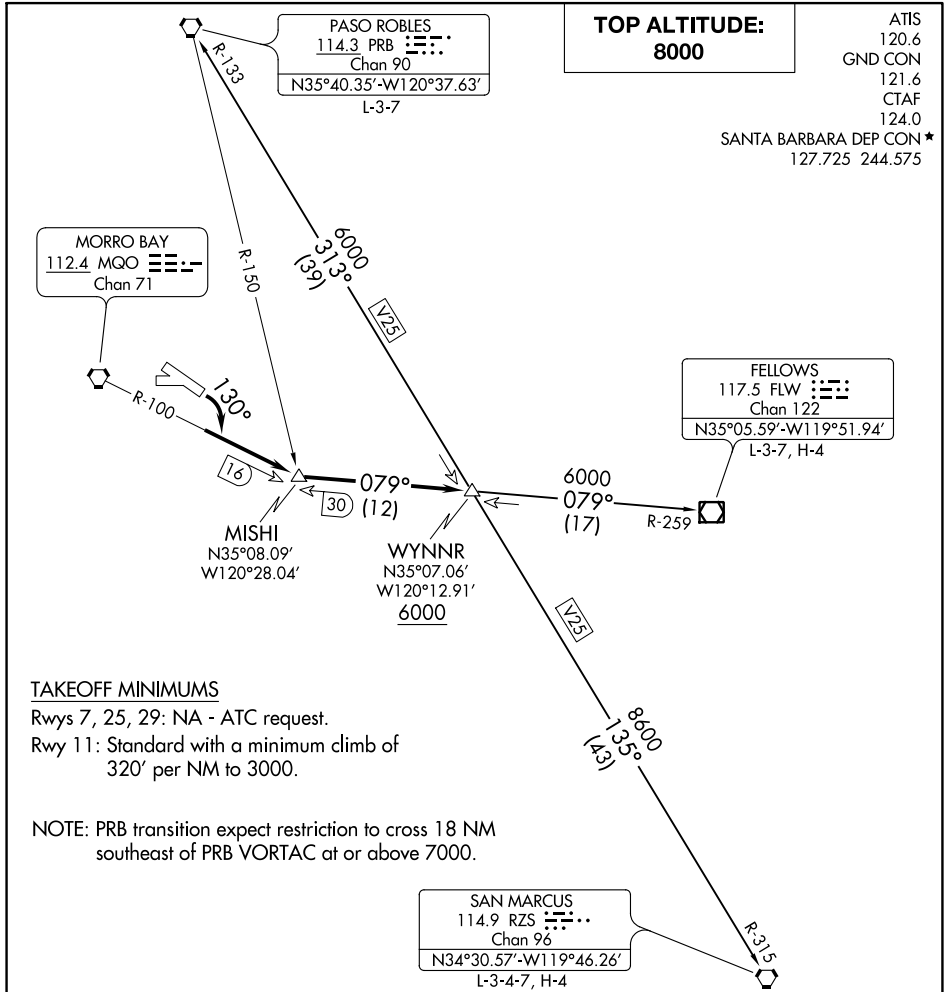 PASO ROBLES
114.3 PRB
Chan 90
N35°40.35'-W120°37.63'
L-3-7
TOP ALTITUDE:
8000
ATIS
120.6
GND CON
121.6
CTAF
124.0
SANTA BARBARA DEP CON ★
127.725 244.575
R-133
MORRO BAY
112.4 MQO
Chan 71
R-150
6000
313°
(39)
V25
R-100
130°
16
30
079°
(12)
MISHI
N35°08.09'
W120°28.04'
WYNNR
N35°07.06'
W120°12.91'
6000
6000
079°
(17)
R-259
FELLOWS
117.5 FLW
Chan 122
N35°05.59'-W119°51.94'
L-3-7, H-4
V25
8600
135°
(43)
TAKEOFF MINIMUMS
Rwys 7, 25, 29: NA - ATC request.
Rwy 11: Standard with a minimum climb of
320' per NM to 3000.
NOTE: PRB transition expect restriction to cross 18 NM
southeast of PRB VORTAC at or above 7000.
SAN MARCUS
114.9 RZS
Chan 96
N34°30.57'-W119°46.26'
L-3-4-7, H-4
R-315